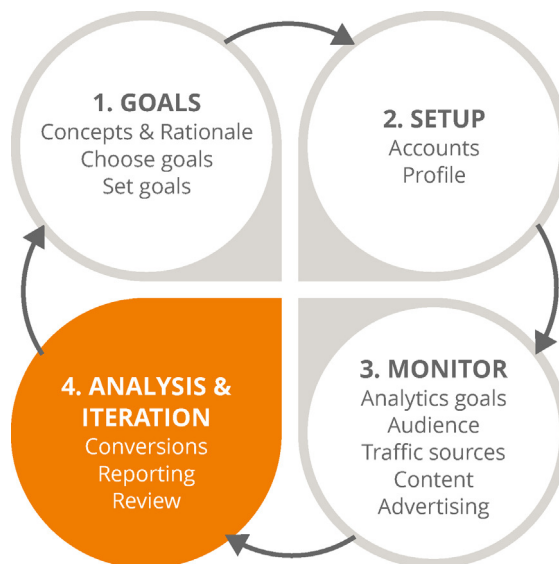 1. GOALS
Concepts & Rationale
Choose goals
Set goals
2. SETUP
Accounts
Profile
3. MONITOR
Analytics goals
Audience
Traffic sources
Content
Advertising
4. ANALYSIS &
ITERATION
Conversions
Reporting
Review